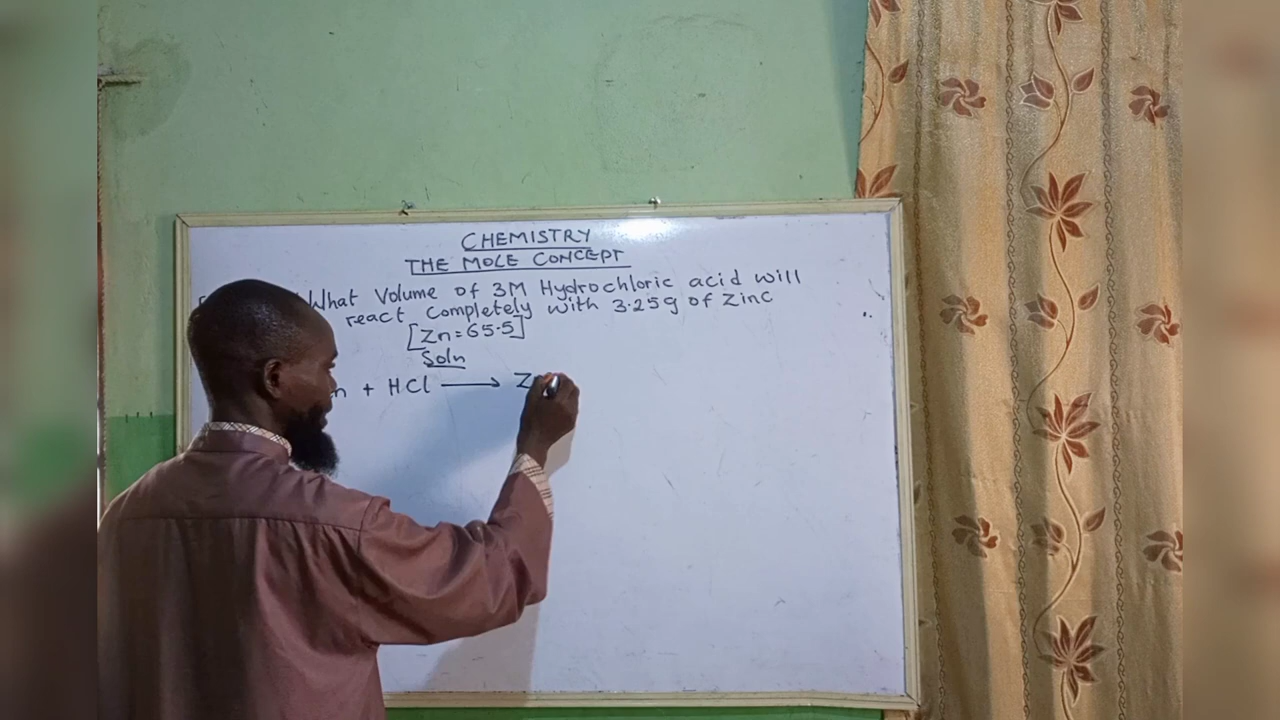 CHEMISTRY
THE MOLE CONCEPT
What Volume of 3M Hydrochloric acid will
react completely with 3.25g of Zinc
[Zn=65.5]
Soln
n + HCl ⟶ Z